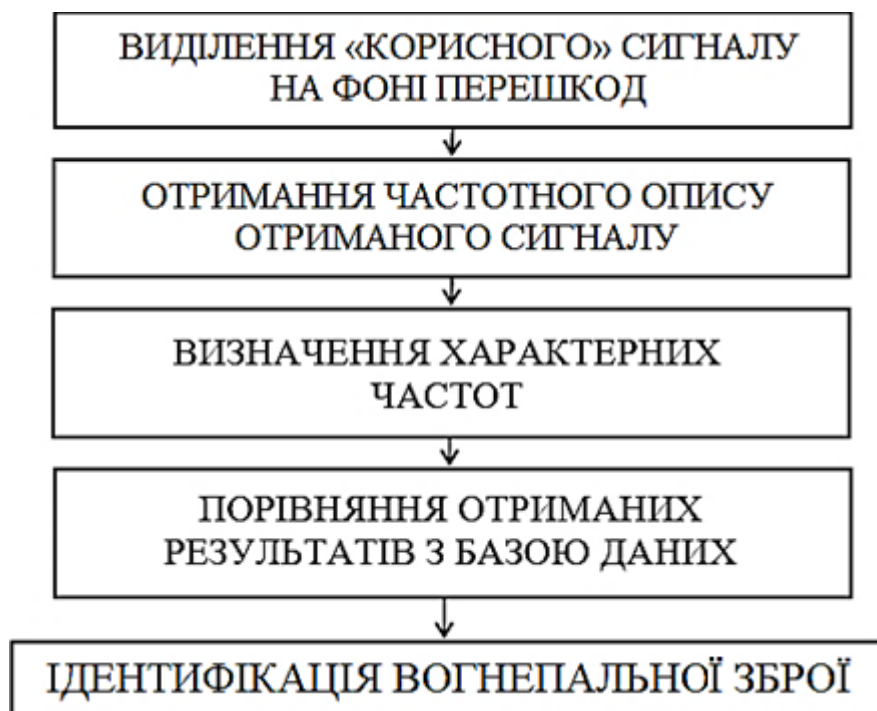 ВИДІЛЕННЯ «КОРИСНОГО» СИГНАЛУ
НА ФОНІ ПЕРЕШКОД
ОТРИМАННЯ ЧАСТОТНОГО ОПИСУ
ОТРИМАНОГО СИГНАЛУ
ВИЗНАЧЕННЯ ХАРАКТЕРНИХ
ЧАСТОТ
ПОРІВНЯННЯ ОТРИМАНИХ
РЕЗУЛЬТАТІВ З БАЗОЮ ДАНИХ
ІДЕНТИФІКАЦІЯ ВОГНЕПАЛЬНОЇ ЗБРОЇ